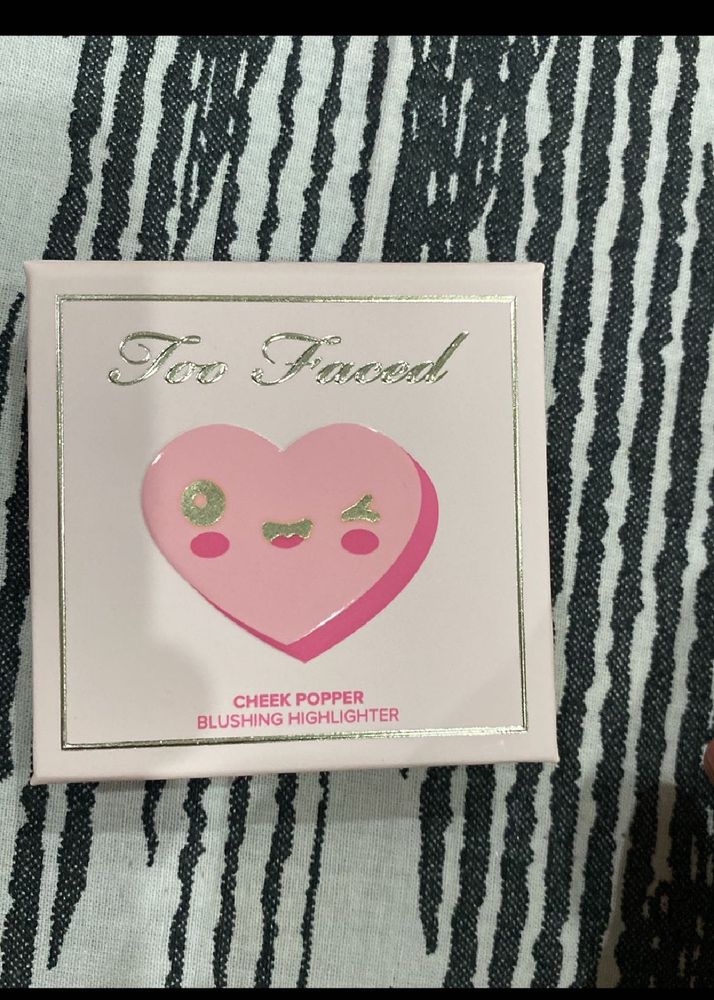 Too Faced
CHEEK POPPER
BLUSHING HIGHLIGHTER